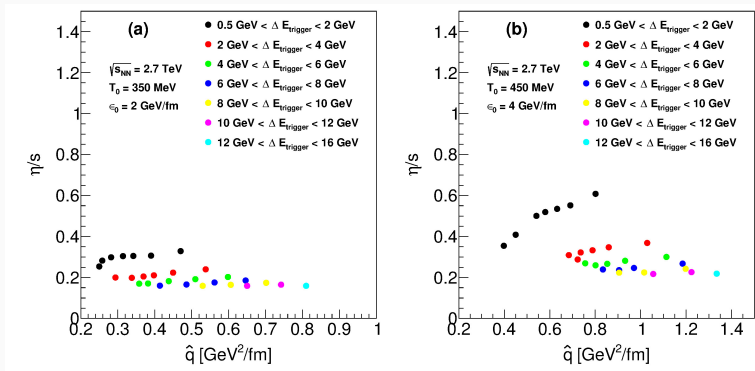 (a)
√s_NN = 2.7 TeV
T₀ = 350 MeV
ϵ₀ = 2 GeV/fm
0.5 GeV < Δ E_trigger < 2 GeV
2 GeV < Δ E_trigger < 4 GeV
4 GeV < Δ E_trigger < 6 GeV
6 GeV < Δ E_trigger < 8 GeV
8 GeV < Δ E_trigger < 10 GeV
10 GeV < Δ E_trigger < 12 GeV
12 GeV < Δ E_trigger < 16 GeV
η/s
1.4
1.2
1
0.8
0.6
0.4
0.2
0
0.2 0.3 0.4 0.5 0.6 0.7 0.8 0.9 1
q̂ [GeV²/fm]
(b)
√s_NN = 2.7 TeV
T₀ = 450 MeV
ϵ₀ = 4 GeV/fm
0.5 GeV < Δ E_trigger < 2 GeV
2 GeV < Δ E_trigger < 4 GeV
4 GeV < Δ E_trigger < 6 GeV
6 GeV < Δ E_trigger < 8 GeV
8 GeV < Δ E_trigger < 10 GeV
10 GeV < Δ E_trigger < 12 GeV
12 GeV < Δ E_trigger < 16 GeV
η/s
1.4
1.2
1
0.8
0.6
0.4
0.2
0
0.2 0.4 0.6 0.8 1 1.2 1.4
q̂ [GeV²/fm]